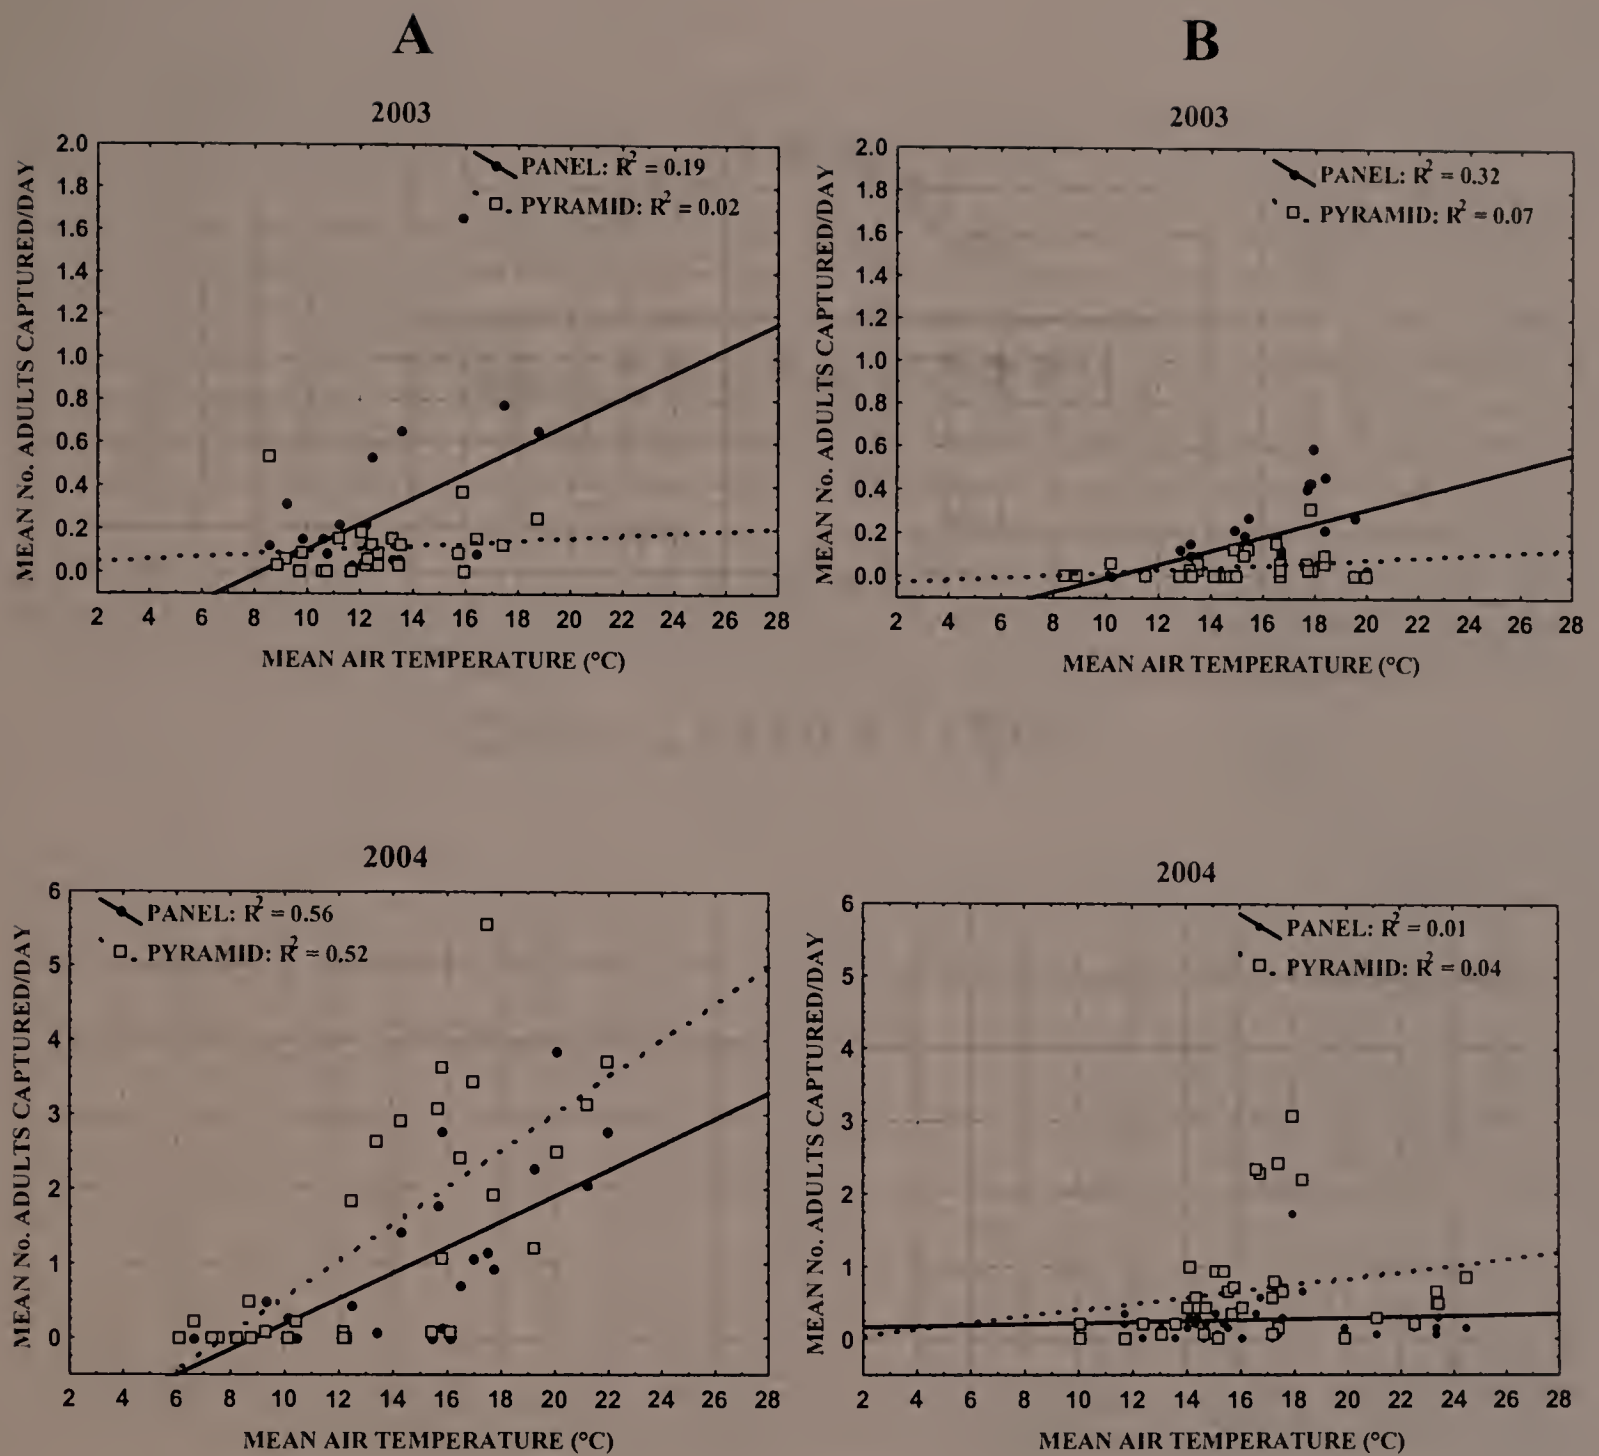 A
2003
MEAN No. ADULTS CAPTURED/DAY
2.0
1.8
1.6
1.4
1.2
1.0
0.8
0.6
0.4
0.2
0.0
PANEL: R² = 0.19
PYRAMID: R² = 0.02
2 4 6 8 10 12 14 16 18 20 22 24 26 28
MEAN AIR TEMPERATURE (°C)
B
2003
MEAN No. ADULTS CAPTURED/DAY
2.0
1.8
1.6
1.4
1.2
1.0
0.8
0.6
0.4
0.2
0.0
PANEL: R² = 0.32
PYRAMID: R² = 0.07
2 4 6 8 10 12 14 16 18 20 22 24 26 28
MEAN AIR TEMPERATURE (°C)
2004
MEAN No. ADULTS CAPTURED/DAY
6
5
4
3
2
1
0
PANEL: R² = 0.56
PYRAMID: R² = 0.52
2 4 6 8 10 12 14 16 18 20 22 24 26 28
MEAN AIR TEMPERATURE (°C)
2004
MEAN No. ADULTS CAPTURED/DAY
6
5
4
3
2
1
0
PANEL: R² = 0.01
PYRAMID: R² = 0.04
2 4 6 8 10 12 14 16 18 20 22 24 26 28
MEAN AIR TEMPERATURE (°C)